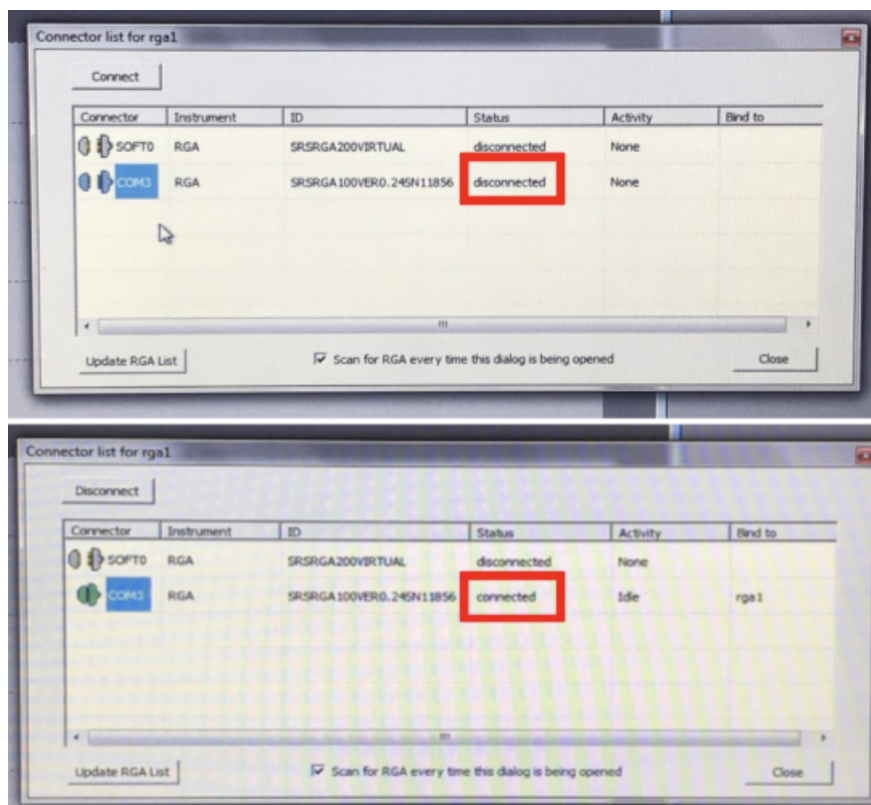 Connector list for rga1
Connect
Connector Instrument ID Status Activity Bind to
SOFT0 RGA SRSRGA200VIRTUAL disconnected None
COM3 RGA SRSRGA100VER0.24SN11856 disconnected None
Update RGA List Scan for RGA every time this dialog is being opened Close
Connector list for rga1
Disconnect
Connector Instrument ID Status Activity Bind to
SOFT0 RGA SRSRGA200VIRTUAL disconnected None
COM3 RGA SRSRGA100VER0.24SN11856 connected Idle rga1
Update RGA List Scan for RGA every time this dialog is being opened Close